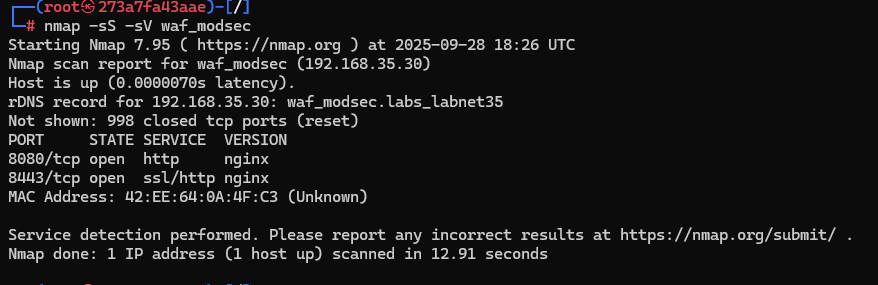 ┌──(root㉿273a7fa43aae)-[/]
└─# nmap -sS -sV waf_modsec
Starting Nmap 7.95 ( https://nmap.org ) at 2025-09-28 18:26 UTC
Nmap scan report for waf_modsec (192.168.35.30)
Host is up (0.0000070s latency).
rDNS record for 192.168.35.30: waf_modsec.labs_labnet35
Not shown: 998 closed tcp ports (reset)
PORT     STATE SERVICE  VERSION
8080/tcp open  http     nginx
8443/tcp open  ssl/http nginx
MAC Address: 42:EE:64:0A:4F:C3 (Unknown)

Service detection performed. Please report any incorrect results at https://nmap.org/submit/ .
Nmap done: 1 IP address (1 host up) scanned in 12.91 seconds